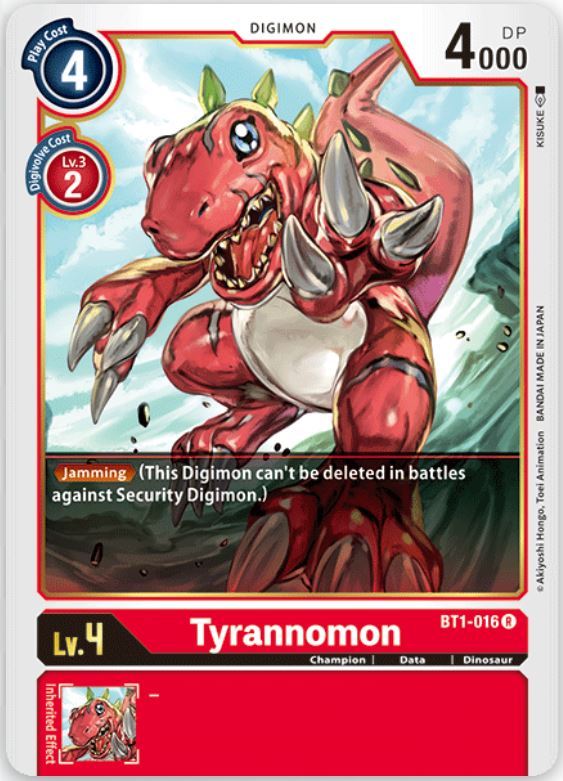 DIGIMON
Play Cost
4
DP
4000
Digivolve Cost
Lv.3
2
KISUKE
Jamming (This Digimon can't be deleted in battles
against Security Digimon.)
© Akiyoshi Hongo, Toei Animation BANDAI MADE IN JAPAN
BT1-016 R
Lv.4
Tyrannomon
Champion | Data | Dinosaur
Inherited Effect
–